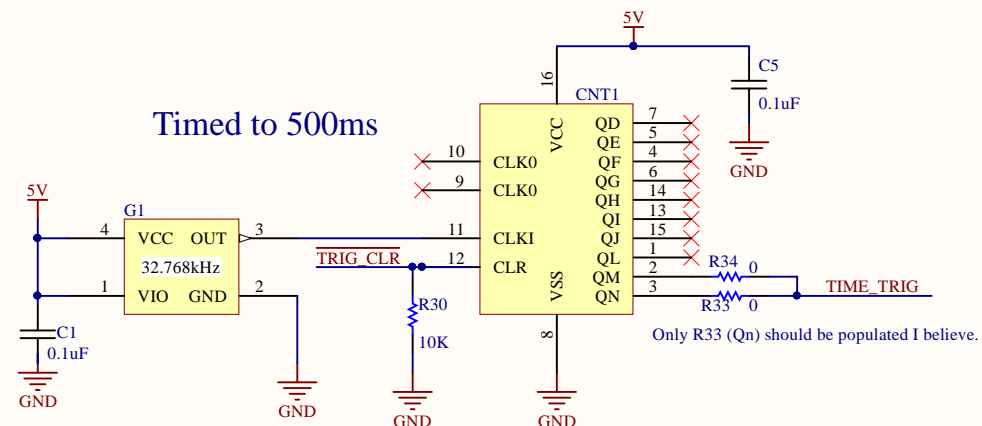 5V
C5
0.1uF
GND
Timed to 500ms
CNT1
16
VCC
10 CLK0
9 CLK0
11 CLKI
12 CLR
VSS
8
GND
QD 7
QE 5
QF 4
QG 6
QH 14
QI 13
QJ 15
QL 1
QM 2
QN 3
R34 0
R33 0
TIME_TRIG
Only R33 (Qn) should be populated I believe.
5V
G1
4 VCC OUT 3
32.768kHz
1 VIO GND 2
C1
0.1uF
GND
GND
TRIG_CLR
R30
10K
GND